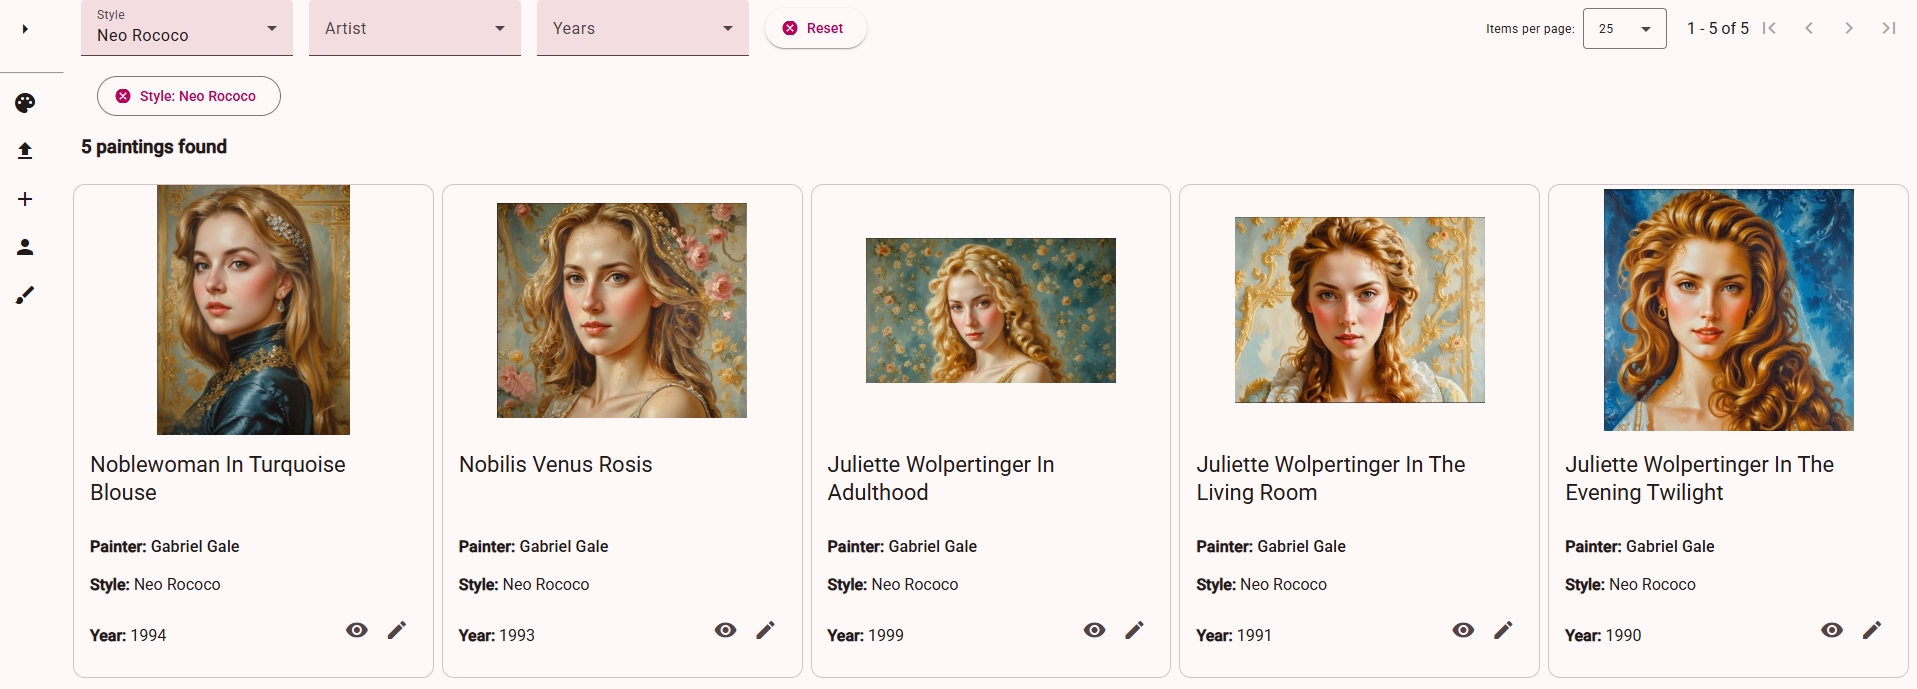 Style
Neo Rococo
Artist
Years
Reset
Items per page:
25
1 - 5 of 5
Style: Neo Rococo
5 paintings found
Noblewoman In Turquoise
Blouse
Painter: Gabriel Gale
Style: Neo Rococo
Year: 1994
Nobilis Venus Rosis
Painter: Gabriel Gale
Style: Neo Rococo
Year: 1993
Juliette Wolpertinger In
Adulthood
Painter: Gabriel Gale
Style: Neo Rococo
Year: 1999
Juliette Wolpertinger In The
Living Room
Painter: Gabriel Gale
Style: Neo Rococo
Year: 1991
Juliette Wolpertinger In The
Evening Twilight
Painter: Gabriel Gale
Style: Neo Rococo
Year: 1990